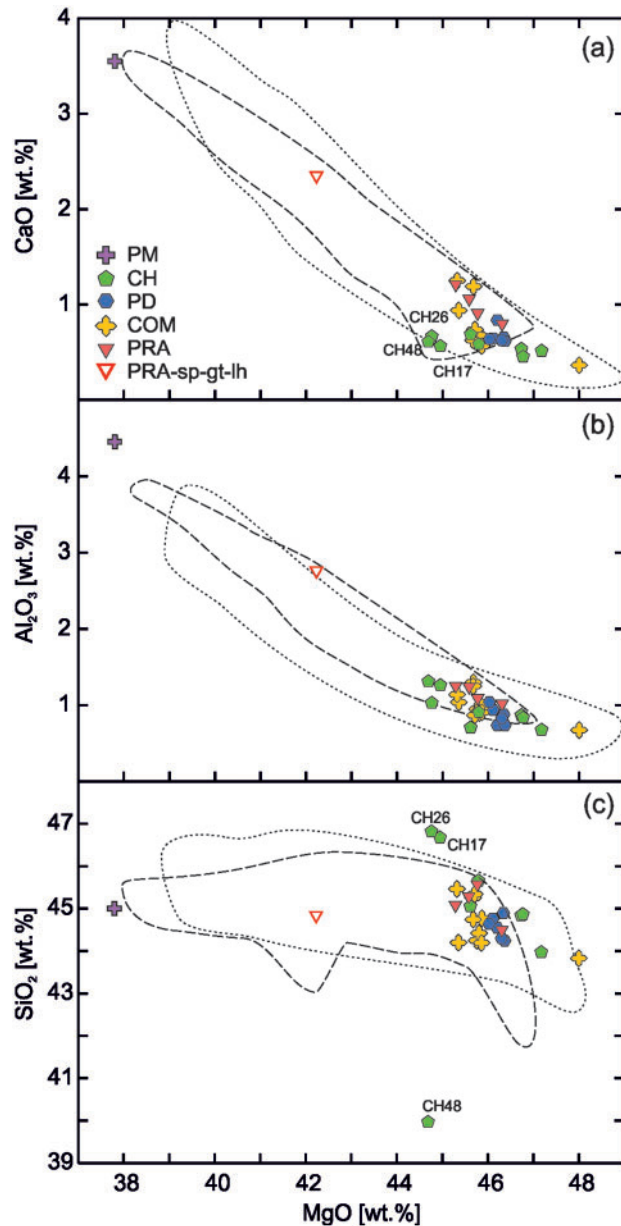 4
(a)
3
CaO [wt.%]
2
PM
CH
PD
COM
PRA
PRA-sp-gt-lh
1
CH26
CH48
CH17
(b)
4
Al₂O₃ [wt.%]
3
2
1
(c)
47
CH26
CH17
45
SiO₂ [wt.%]
43
41
CH48
39
38 40 42 44 46 48
MgO [wt.%]